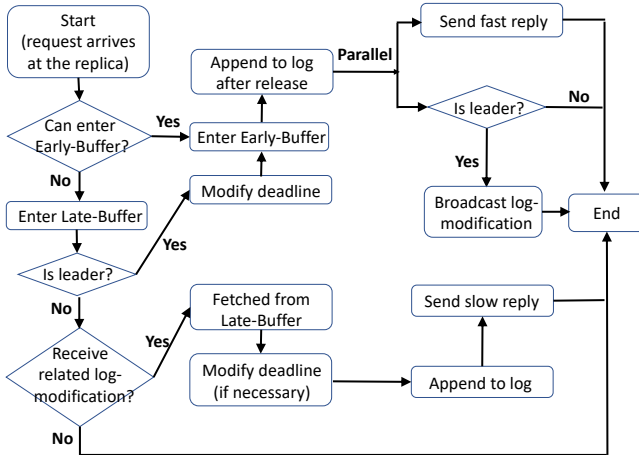 Start
(request arrives
at the replica)
Can enter
Early-Buffer?
Yes
No
Enter Late-Buffer
Is leader?
Yes
No
Receive
related log-
modification?
Yes
No
Append to log
after release
Enter Early-Buffer
Modify deadline
Parallel
Send fast reply
Is leader?
No
Yes
Broadcast log-
modification
End
Fetched from
Late-Buffer
Modify deadline
(if necessary)
Append to log
Send slow reply